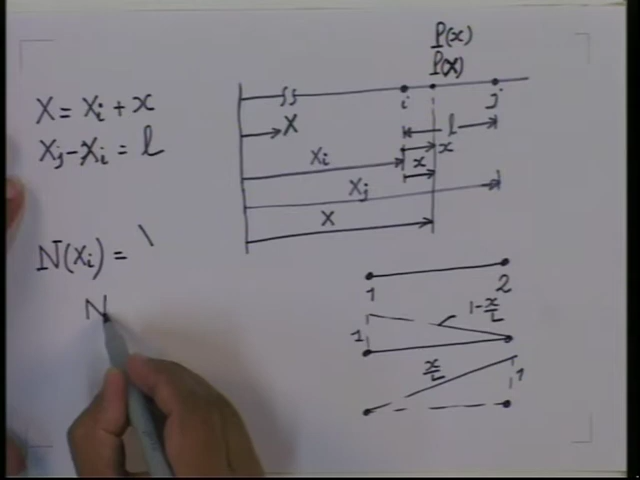 X = Xi + x
Xj - Xi = l
N(Xi) = 1
N
P(x)
P(X)
i
j
X
l
x
Xi
x
Xj
X
1
2
1-x/L
1
x/L
1